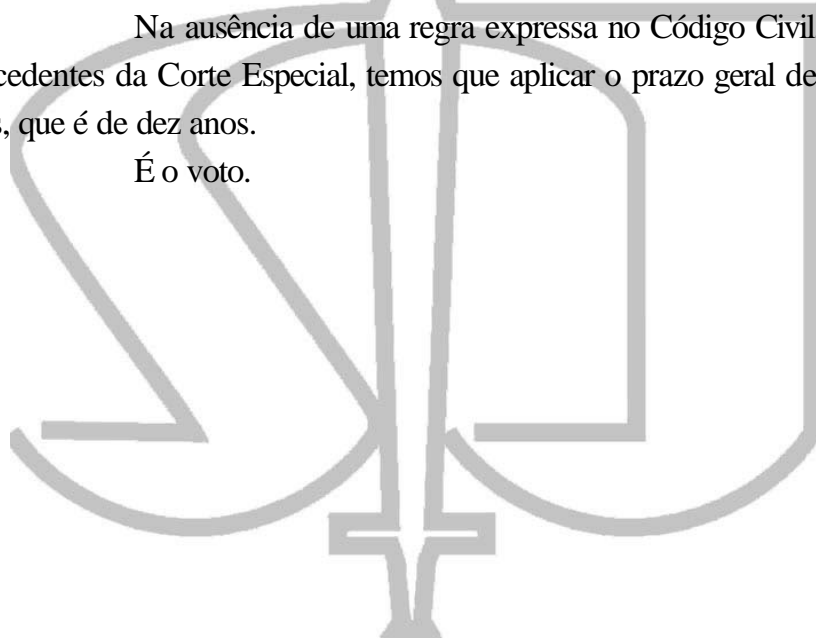 Na ausência de uma regra expressa no Código Civil
cedentes da Corte Especial, temos que aplicar o prazo geral de
s, que é de dez anos.
É o voto.